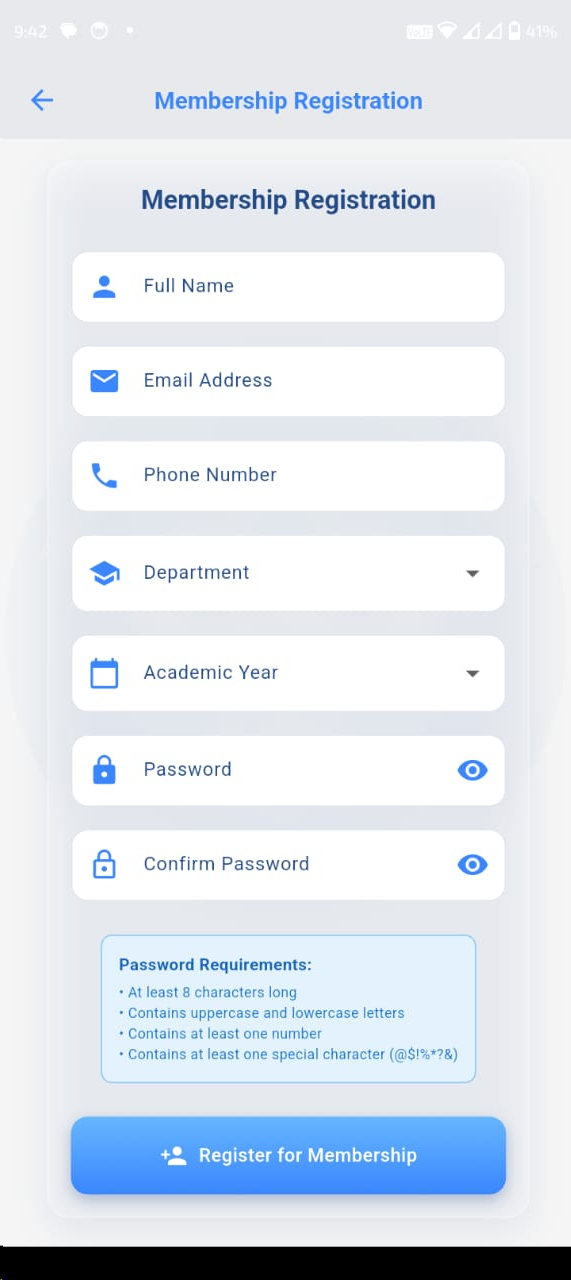 9:42
VoLTE 41%
Membership Registration
Membership Registration
Full Name
Email Address
Phone Number
Department
Academic Year
Password
Confirm Password
Password Requirements:
• At least 8 characters long
• Contains uppercase and lowercase letters
• Contains at least one number
• Contains at least one special character (@$!%*?&)
Register for Membership